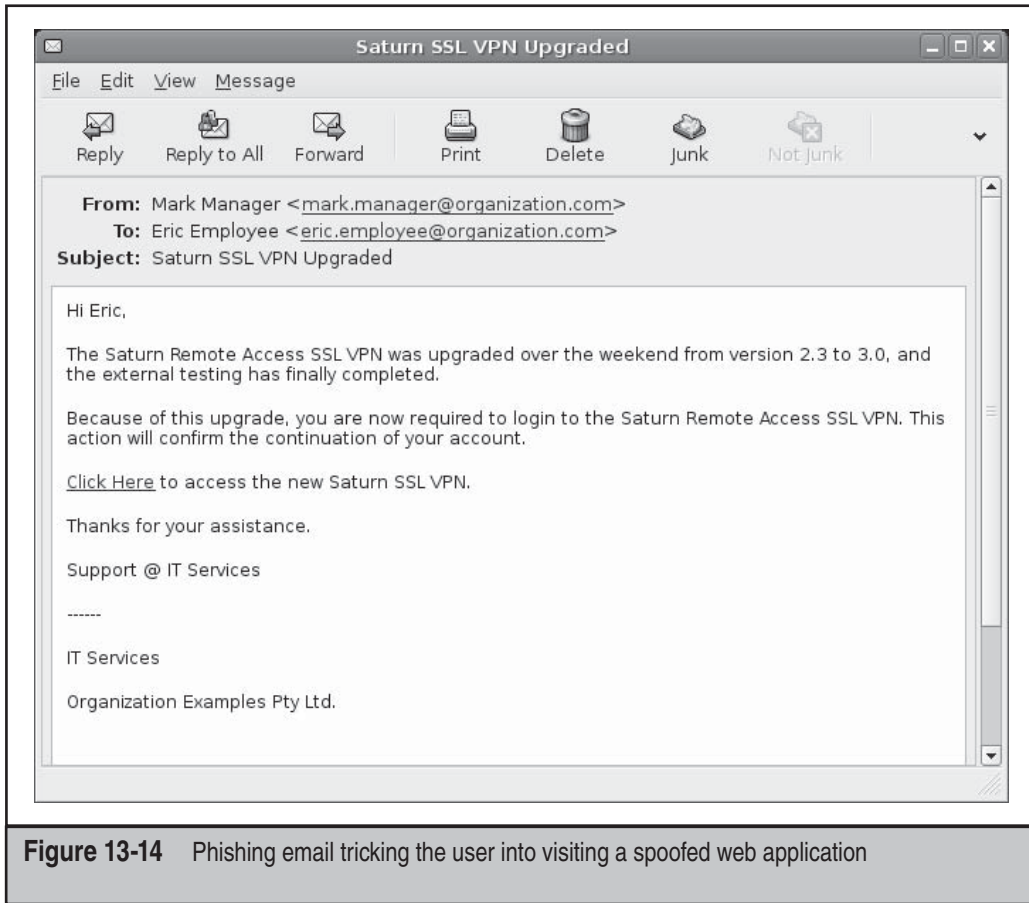 Saturn SSL VPN Upgraded
File Edit View Message
Reply Reply to All Forward Print Delete Junk Not Junk
From: Mark Manager <mark.manager@organization.com>
To: Eric Employee <eric.employee@organization.com>
Subject: Saturn SSL VPN Upgraded
Hi Eric,
The Saturn Remote Access SSL VPN was upgraded over the weekend from version 2.3 to 3.0, and
the external testing has finally completed.
Because of this upgrade, you are now required to login to the Saturn Remote Access SSL VPN. This
action will confirm the continuation of your account.
Click Here to access the new Saturn SSL VPN.
Thanks for your assistance.
Support @ IT Services
------
IT Services
Organization Examples Pty Ltd.
Figure 13-14 Phishing email tricking the user into visiting a spoofed web application